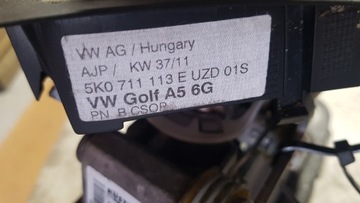 VW AG / Hungary
AJP / KW 37/11
5K0 711 113 E UZD 01S
VW Golf A5 6G
PN B CSOP